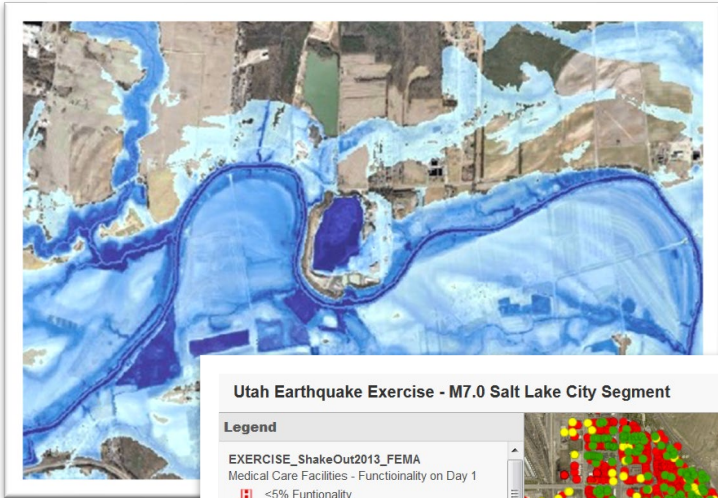 Utah Earthquake Exercise - M7.0 Salt Lake City Segment
Legend
EXERCISE_ShakeOut2013_FEMA
Medical Care Facilities - Functioinality on Day 1
H <5% Funtionality